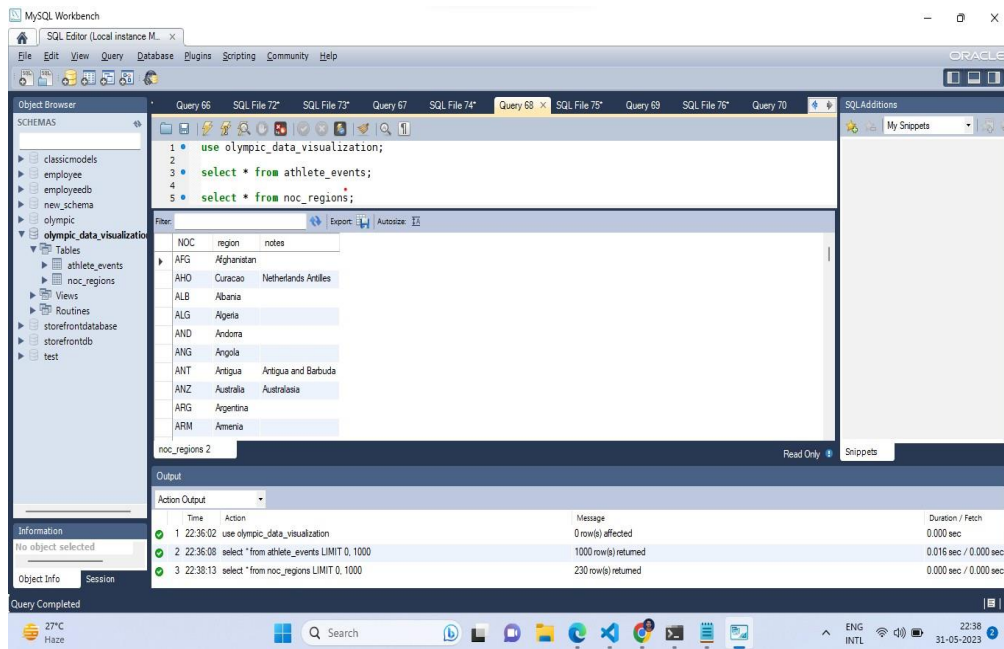 MySQL Workbench
SQL Editor (Local instance M... ×
File Edit View Query Database Plugins Scripting Community Help
ORACLE
Object Browser
SCHEMAS
classicmodels
employee
employeedb
new_schema
olympic
olympic_data_visualization
Tables
athlete_events
noc_regions
Views
Routines
storefrontdatabase
storefrontdb
test
Information
No object selected
Object Info Session
Query 66 SQL File 72* SQL File 73* Query 67 SQL File 74* Query 68 × SQL File 75* Query 69 SQL File 76* Query 70
1 use olympic_data_visualization;
2
3 select * from athlete_events;
4
5 select * from noc_regions;
Filter: Export: Autosize:
NOC region notes
AFG Afghanistan
AHO Curacao Netherlands Antilles
ALB Albania
ALG Algeria
AND Andorra
ANG Angola
ANT Antigua Antigua and Barbuda
ANZ Australia Australasia
ARG Argentina
ARM Armenia
noc_regions 2
Read Only
SQLAdditions
My Snippets
Snippets
Output
Action Output
Time Action Message Duration / Fetch
1 22:36:02 use olympic_data_visualization 0 row(s) affected 0.000 sec
2 22:36:08 select * from athlete_events LIMIT 0, 1000 1000 row(s) returned 0.016 sec / 0.000 sec
3 22:38:13 select * from noc_regions LIMIT 0, 1000 230 row(s) returned 0.000 sec / 0.000 sec
Query Completed
27°C
Haze
Search
ENG
INTL
22:38
31-05-2023
2